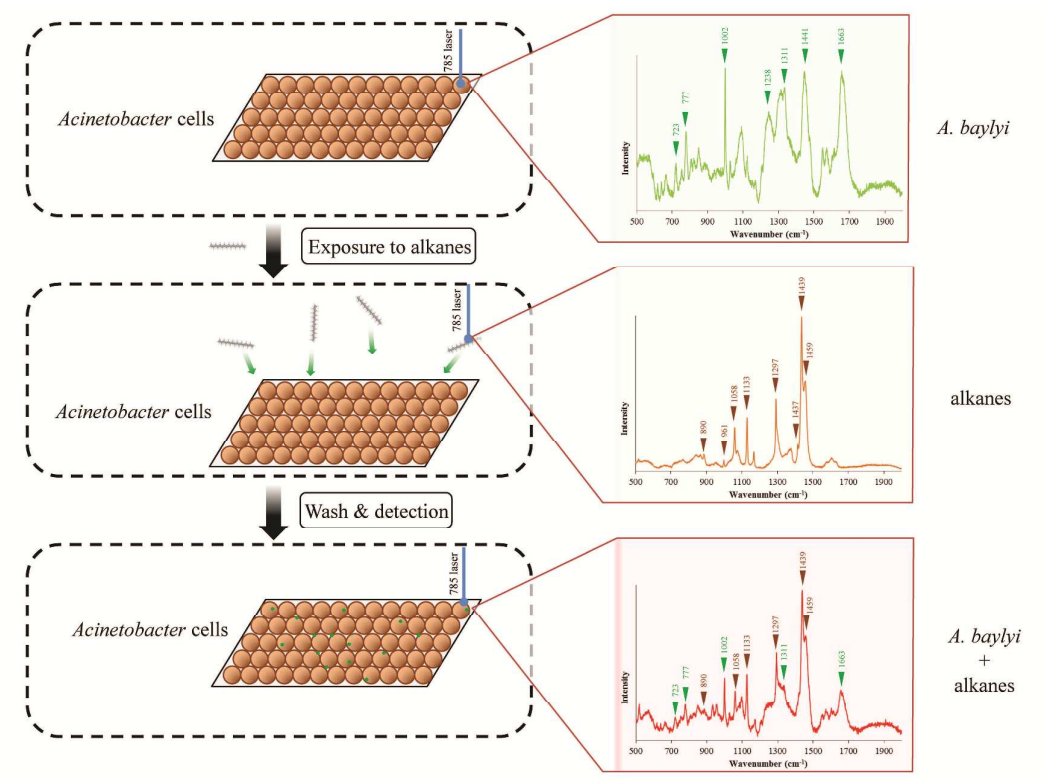 785 laser
Acinetobacter cells
Exposure to alkanes
785 laser
Acinetobacter cells
Wash & detection
785 laser
Acinetobacter cells
723
777
1002
1238
1311
1441
1663
Intensity
500 700 900 1100 1300 1500 1700 1900
Wavenumber (cm-1)
A. baylyi
890
961
1058
1133
1297
1437
1439
1459
Intensity
500 700 900 1100 1300 1500 1700 1900
Wavenumber (cm-1)
alkanes
723
777
890
1002
1058
1133
1297
1311
1439
1459
1663
Intensity
500 700 900 1100 1300 1500 1700 1900
Wavenumber (cm-1)
A. baylyi
+
alkanes